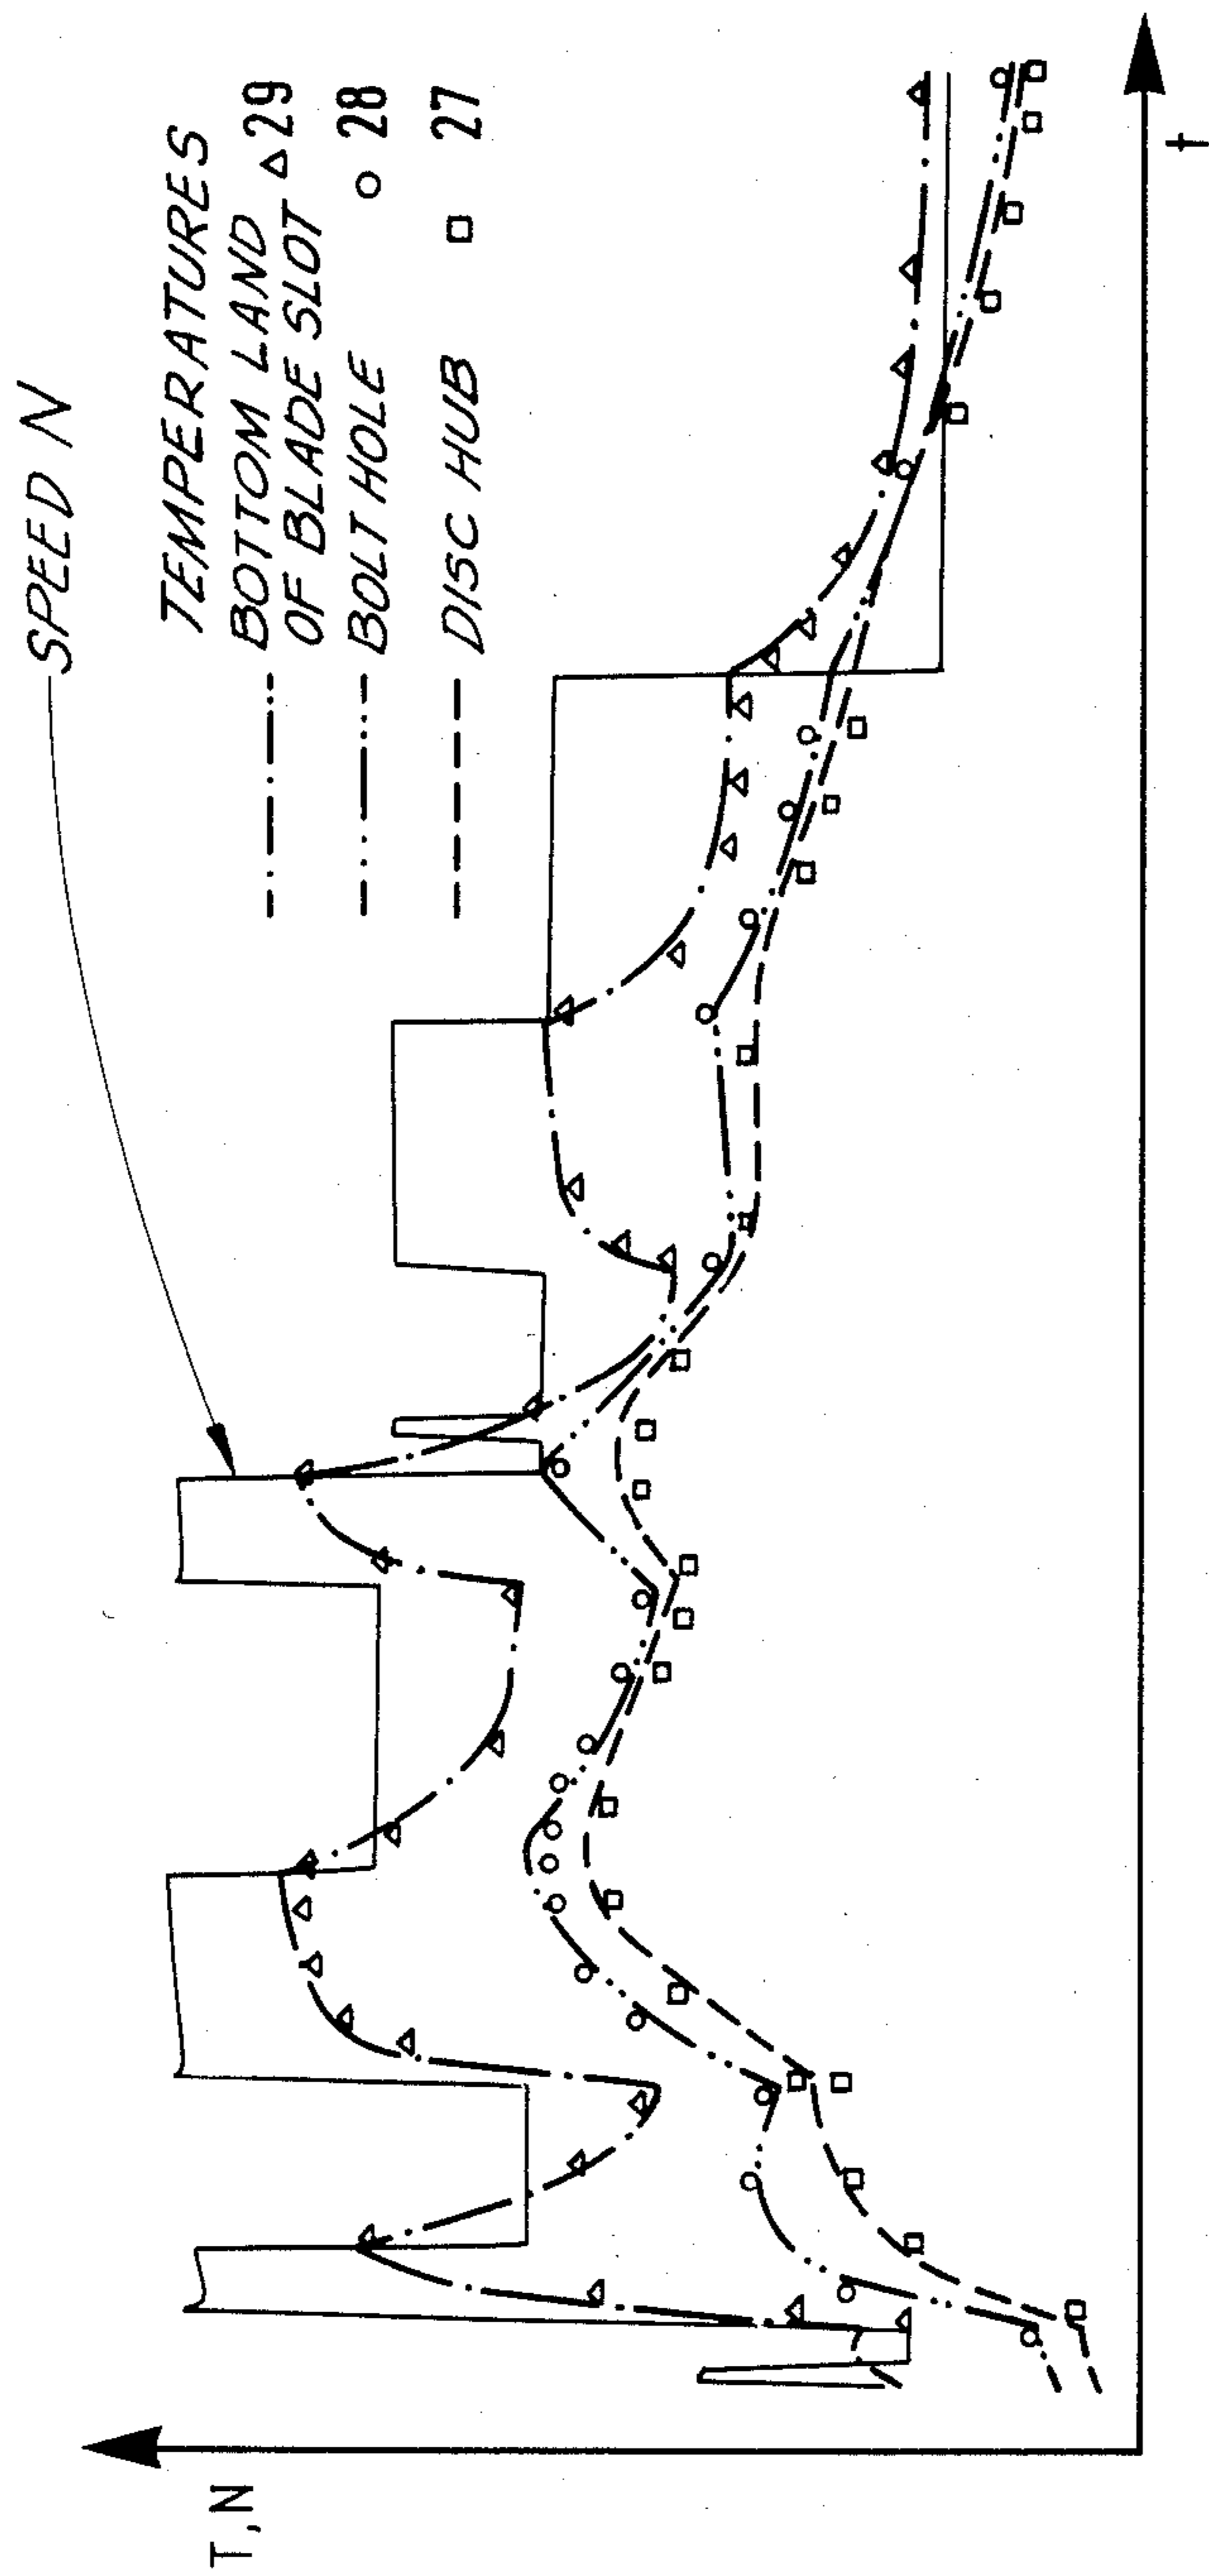 SPEED N
TEMPERATURES
BOTTOM LAND
OF BLADE SLOT 29
BOLT HOLE 28
DISC HUB 27
T, N
t